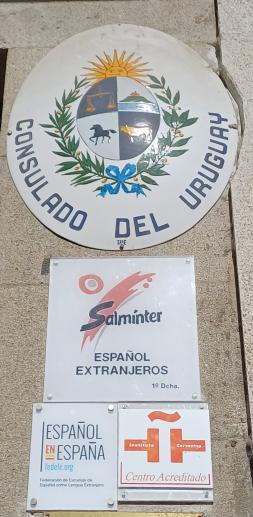 CONSULADO DEL URUGUAY
Salmínter
ESPAÑOL
EXTRANJEROS
1º Dcha.
ESPAÑOL
EN
ESPAÑA
fedele.org
Federación de Escuelas de
Español como Lengua Extranjera
Instituto Cervantes
Centro Acreditado